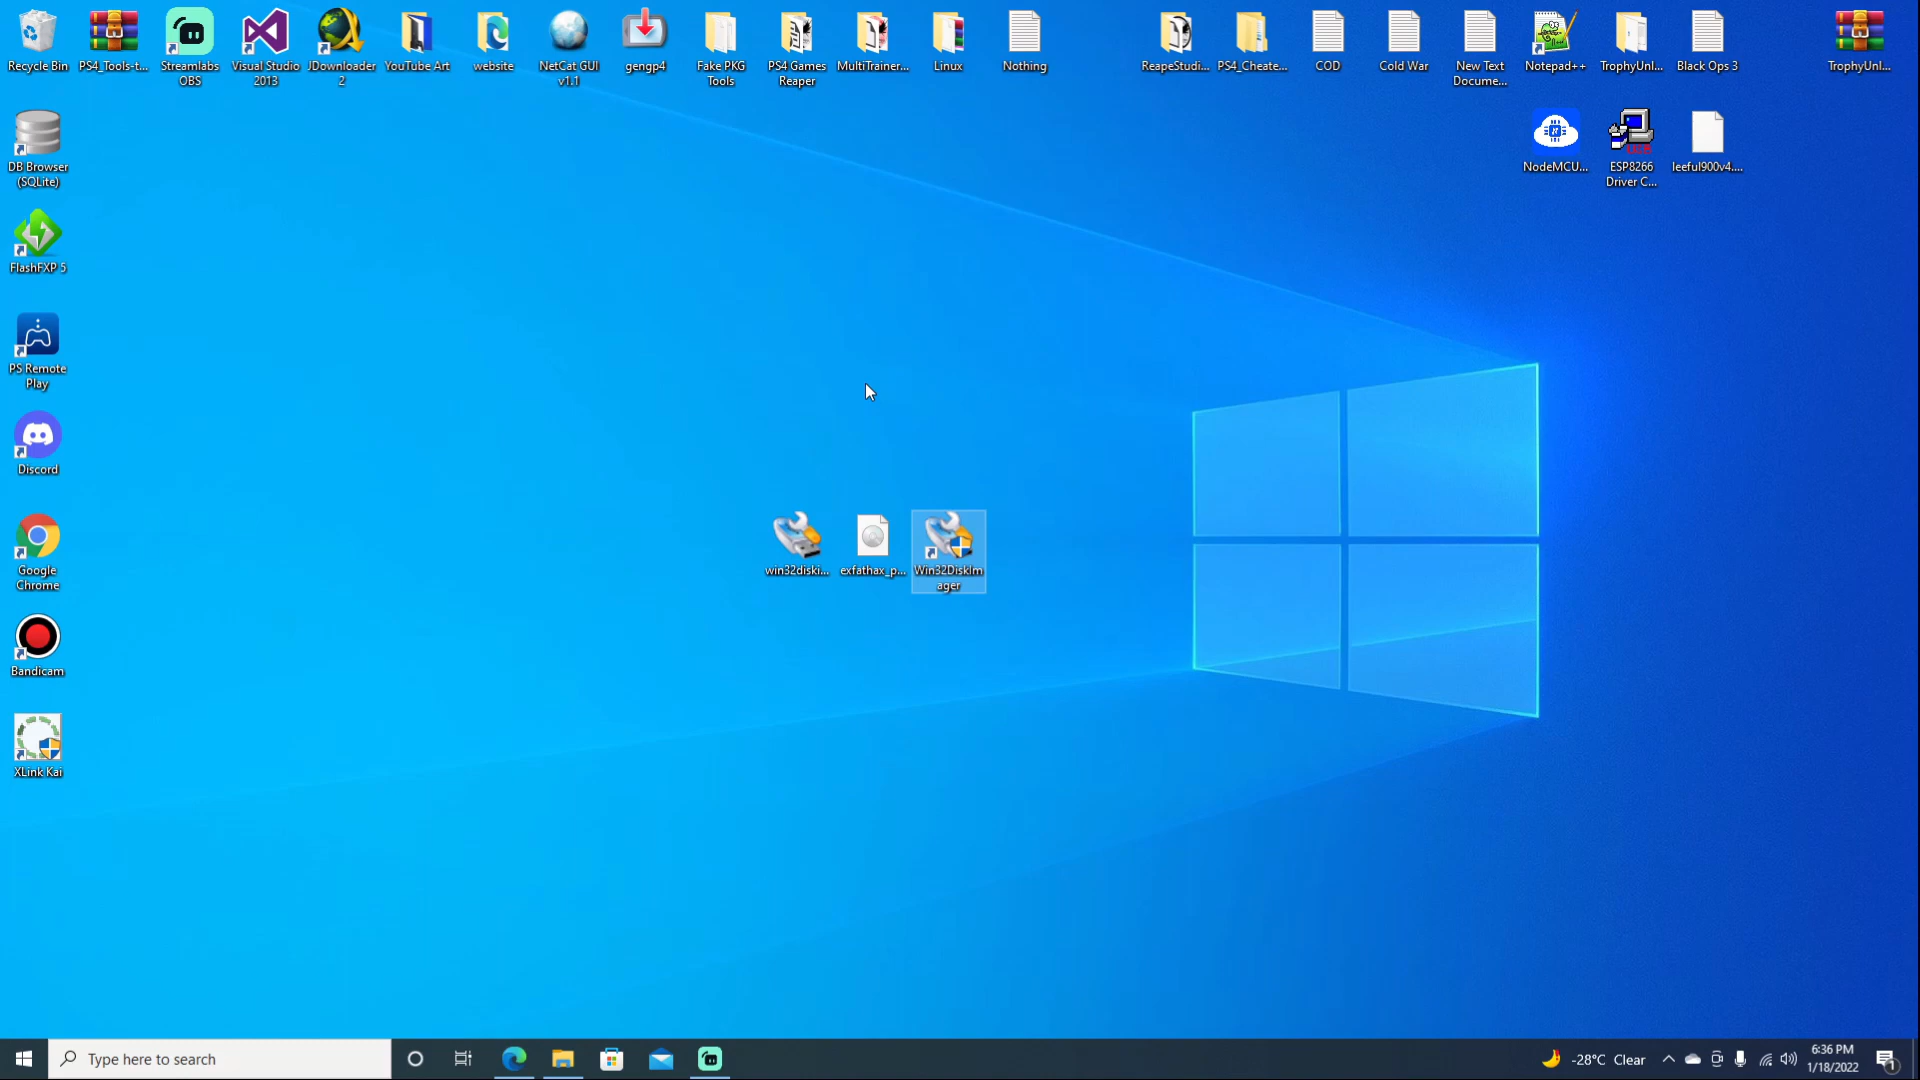 Recycle Bin
PS4_Tools-t...
Streamlabs
OBS
Visual Studio
2013
JDownloader
2
YouTube Art
website
NetCat GUI
v1.1
gengp4
Fake PKG
Tools
PS4 Games
Reaper
MultiTrainer...
Linux
Nothing
ReapeStudi...
PS4_Cheate...
COD
Cold War
New Text
Docume...
Notepad++
TrophyUnl...
Black Ops 3
TrophyUnl...
DB Browser
(SQLite)
NodeMCU...
ESP8266
Driver C...
leeful900v4....
FlashFXP 5
PS Remote
Play
Discord
Google
Chrome
win32diski...
exfathax_p...
Win32DiskIm
ager
Bandicam
XLink Kai
Type here to search
-28°C Clear
6:36 PM
1/18/2022
1